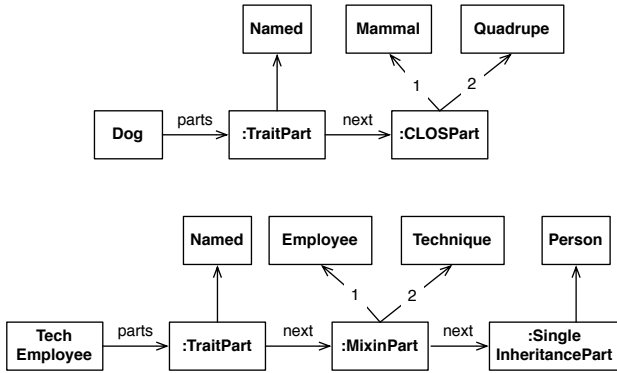 Named
Mammal
Quadrupe
1
2
Dog
parts
:TraitPart
next
:CLOSPart
Named
Employee
Technique
Person
1
2
Tech
Employee
parts
:TraitPart
next
:MixinPart
next
:Single
InheritancePart